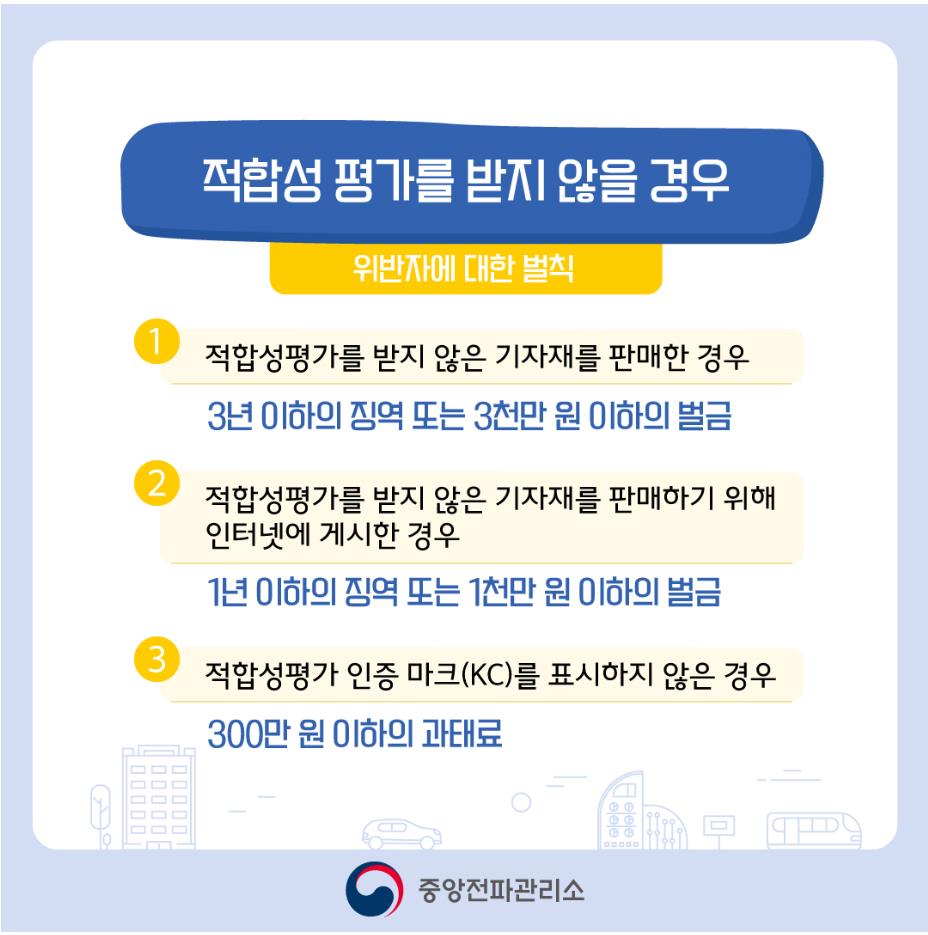 적합성 평가를 받지 않을 경우
위반자에 대한 벌칙
1
적합성평가를 받지 않은 기자재를 판매한 경우
3년 이하의 징역 또는 3천만 원 이하의 벌금
2
적합성평가를 받지 않은 기자재를 판매하기 위해
인터넷에 게시한 경우
1년 이하의 징역 또는 1천만 원 이하의 벌금
3
적합성평가 인증 마크(KC)를 표시하지 않은 경우
300만 원 이하의 과태료
중앙전파관리소